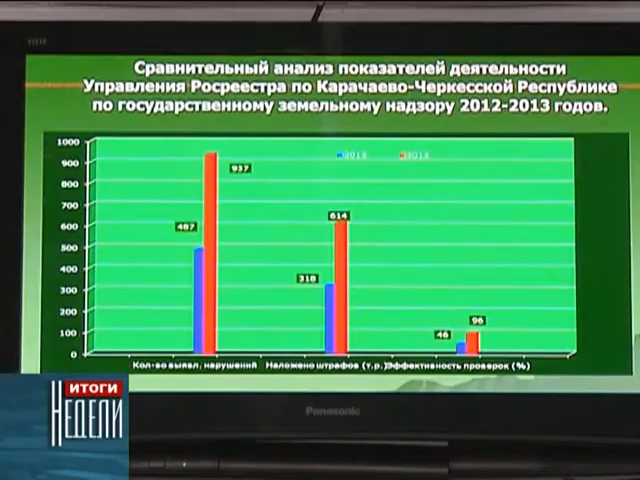 Сравнительный анализ показателей деятельности
Управления Росреестра по Карачаево-Черкесской Республике
по государственному земельному надзору 2012-2013 годов.
1000
900
800
700
600
500
400
300
200
100
0
2013
937
487
614
318
96
46
Кол-во выявл. нарушений Наложено штрафов (т.р.) Эффективность проверок (%)
ИТОГИ
НЕДЕЛИ
Panasonic